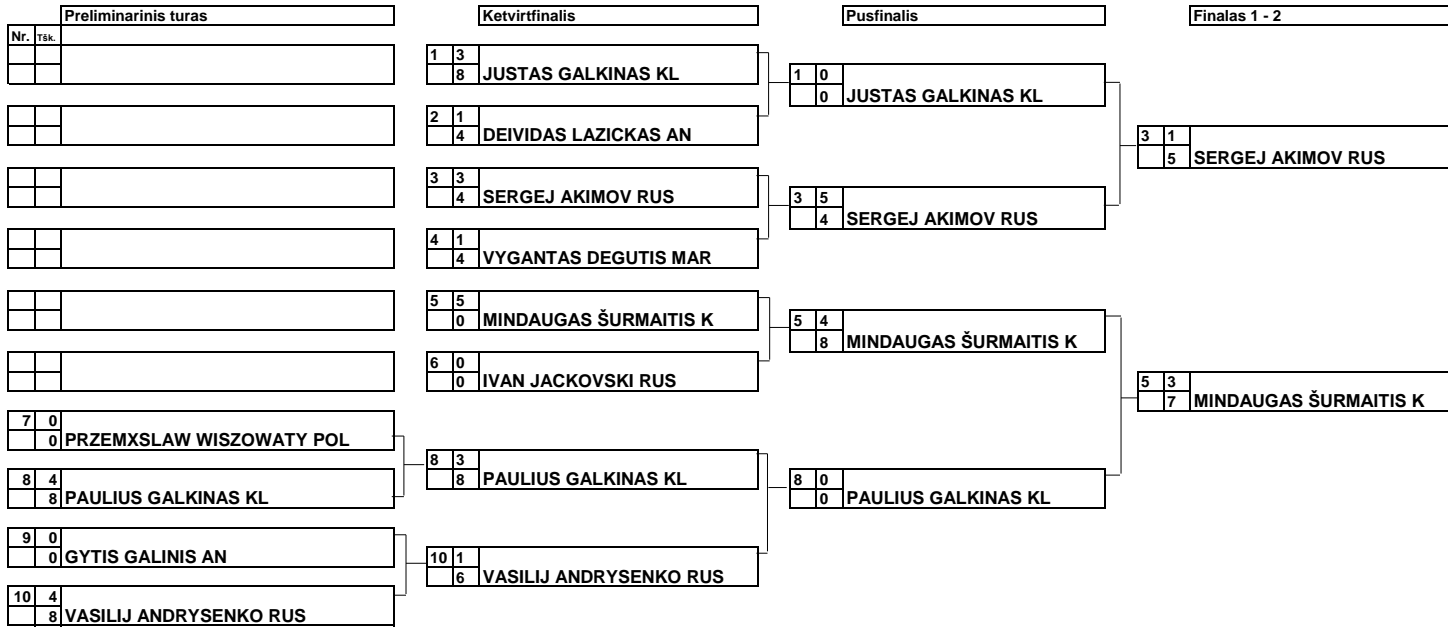 Preliminarinis turas
Ketvirtfinalis
Pusfinalis
Finalas 1 - 2
Nr. Tšk.
1 3
8 JUSTAS GALKINAS KL
2 1
4 DEIVIDAS LAZICKAS AN
3 3
4 SERGEJ AKIMOV RUS
4 1
4 VYGANTAS DEGUTIS MAR
5 5
0 MINDAUGAS ŠURMAITIS K
6 0
0 IVAN JACKOVSKI RUS
7 0
0 PRZEMXSLAW WISZOWATY POL
8 4
8 PAULIUS GALKINAS KL
9 0
0 GYTIS GALINIS AN
10 4
8 VASILIJ ANDRYSENKO RUS
8 3
8 PAULIUS GALKINAS KL
10 1
6 VASILIJ ANDRYSENKO RUS
1 0
0 JUSTAS GALKINAS KL
3 5
4 SERGEJ AKIMOV RUS
5 4
8 MINDAUGAS ŠURMAITIS K
8 0
0 PAULIUS GALKINAS KL
3 1
5 SERGEJ AKIMOV RUS
5 3
7 MINDAUGAS ŠURMAITIS K